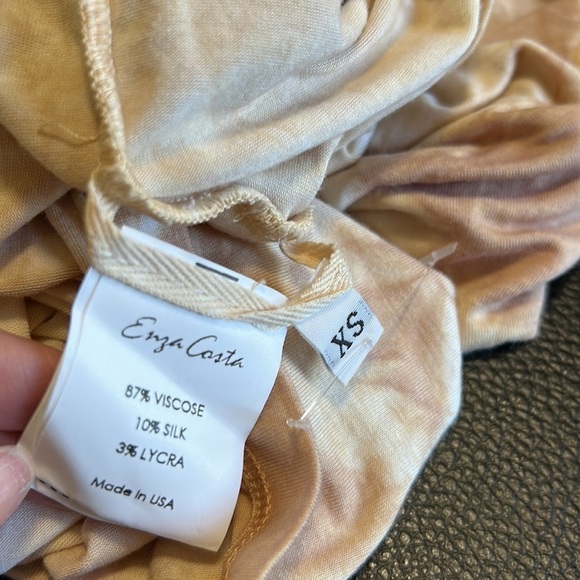 Enza Costa
87% VISCOSE
10% SILK
3% LYCRA
Made In USA
XS